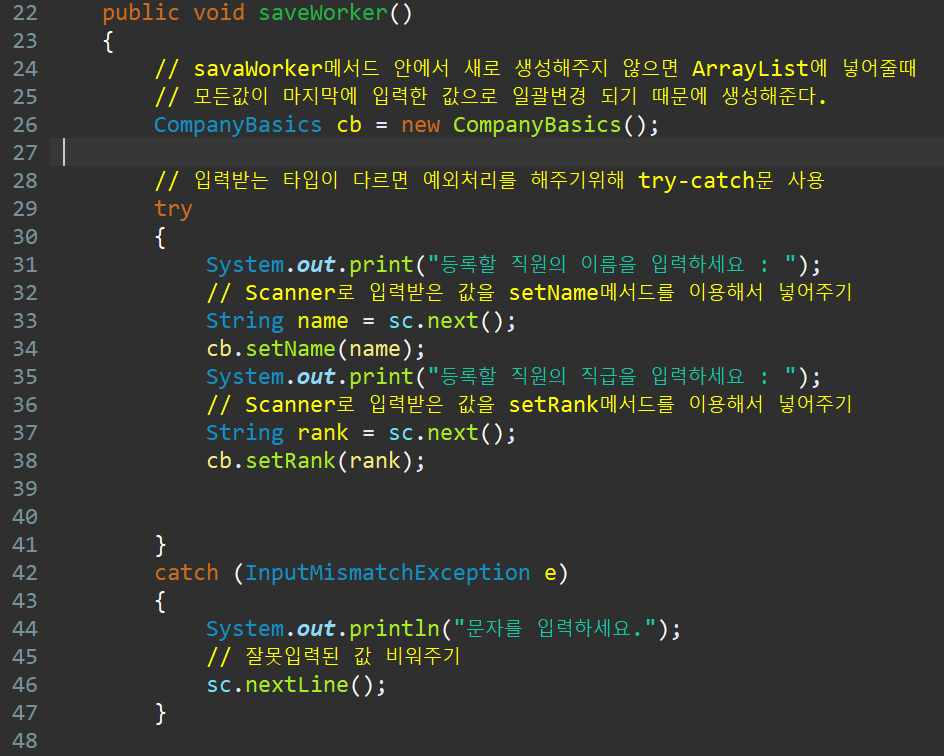 22 public void saveWorker()
23 {
24 // savaWorker메서드 안에서 새로 생성해주지 않으면 ArrayList에 넣어줄때
25 // 모든값이 마지막에 입력한 값으로 일괄변경 되기 때문에 생성해준다.
26 CompanyBasics cb = new CompanyBasics();
27
28 // 입력받는 타입이 다르면 예외처리를 해주기위해 try-catch문 사용
29 try
30 {
31 System.out.print("등록할 직원의 이름을 입력하세요 : ");
32 // Scanner로 입력받은 값을 setName메서드를 이용해서 넣어주기
33 String name = sc.next();
34 cb.setName(name);
35 System.out.print("등록할 직원의 직급을 입력하세요 : ");
36 // Scanner로 입력받은 값을 setRank메서드를 이용해서 넣어주기
37 String rank = sc.next();
38 cb.setRank(rank);
39
40
41 }
42 catch (InputMismatchException e)
43 {
44 System.out.println("문자를 입력하세요.");
45 // 잘못입력된 값 비워주기
46 sc.nextLine();
47 }
48